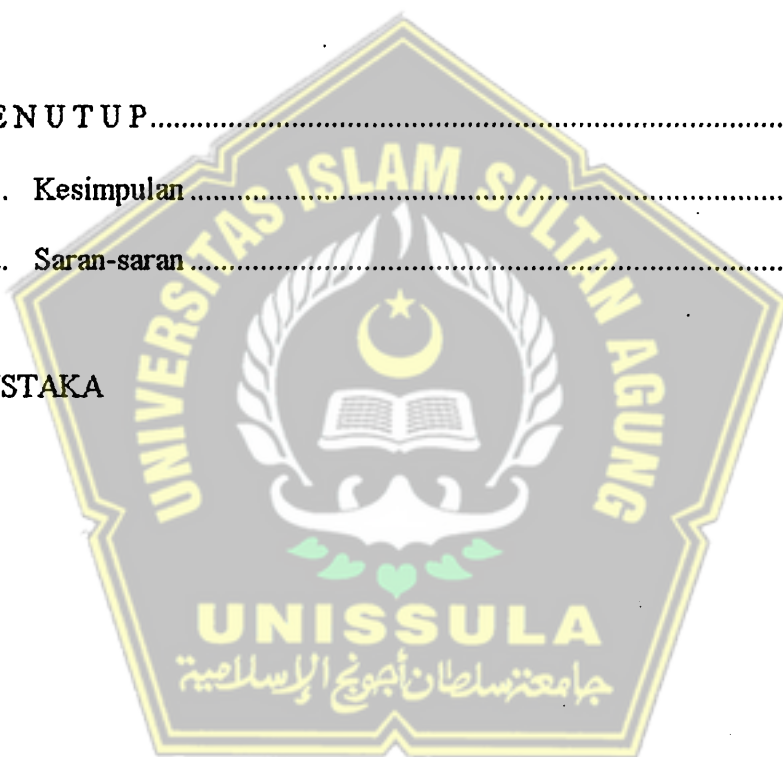 ENUTUP
. Kesimpulan
. Saran-saran
STAKA
UNIVERSITAS ISLAM SULTAN AGUNG
UNISSULA
جامعة سلطان أجونج الإسلامية